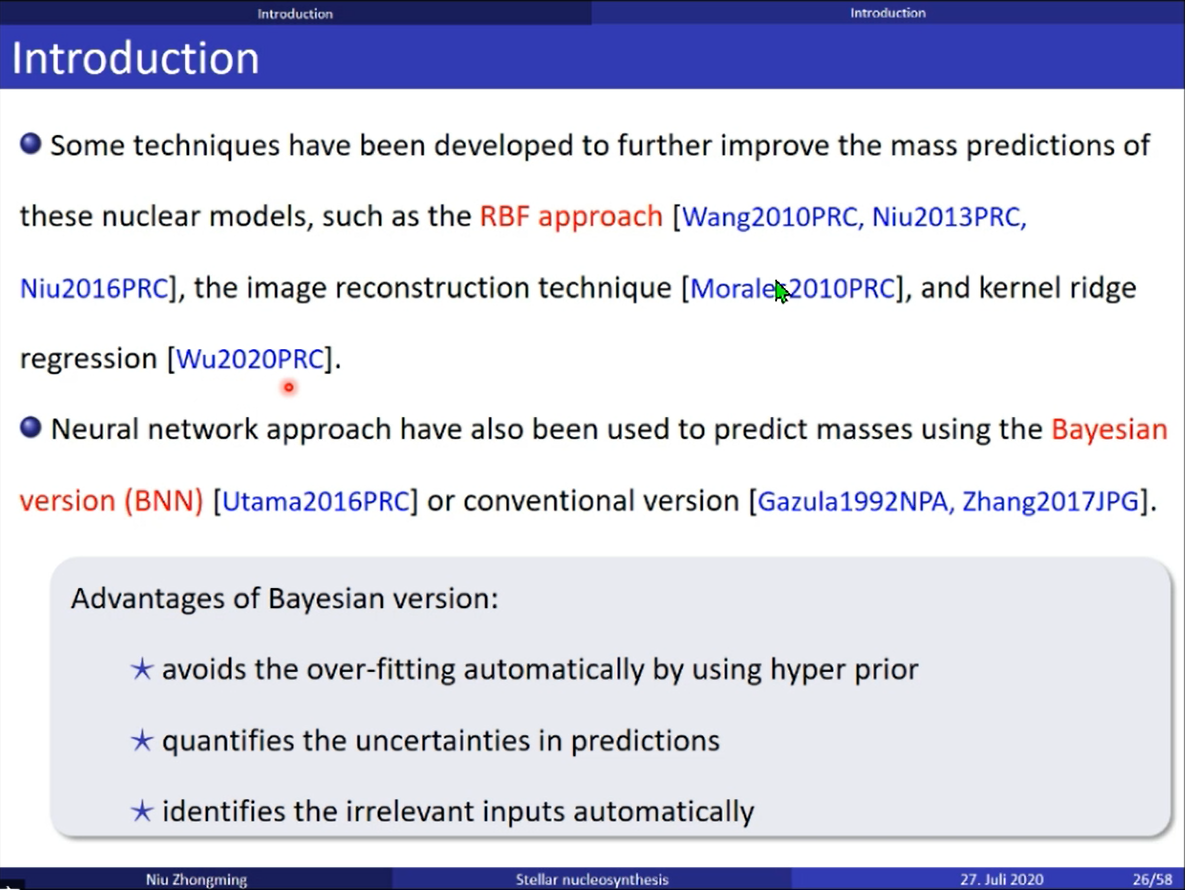 Introduction
Introduction
Introduction
Some techniques have been developed to further improve the mass predictions of
these nuclear models, such as the RBF approach [Wang2010PRC, Niu2013PRC,
Niu2016PRC], the image reconstruction technique [Morales2010PRC], and kernel ridge
regression [Wu2020PRC].
Neural network approach have also been used to predict masses using the Bayesian
version (BNN) [Utama2016PRC] or conventional version [Gazula1992NPA, Zhang2017JPG].
Advantages of Bayesian version:
★ avoids the over-fitting automatically by using hyper prior
★ quantifies the uncertainties in predictions
★ identifies the irrelevant inputs automatically
Niu Zhongming
Stellar nucleosynthesis
27. Juli 2020
26/58